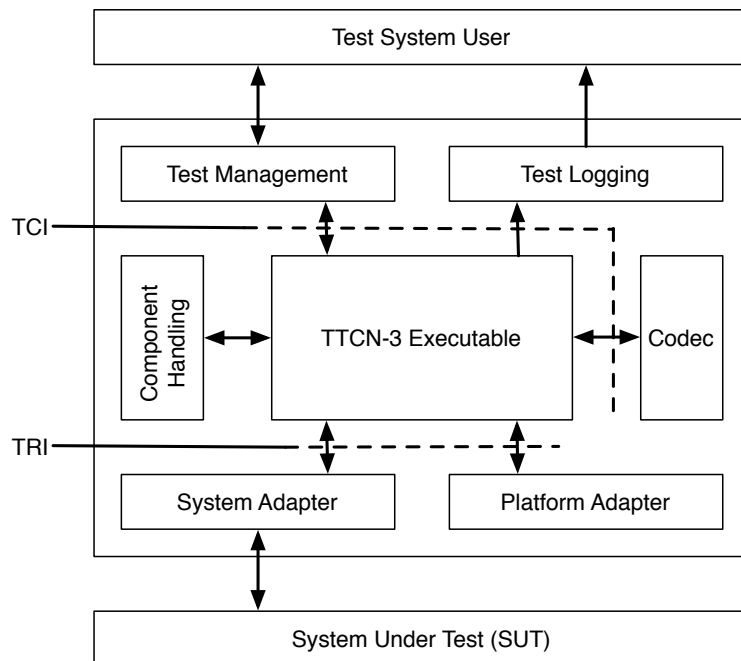 Test System User
Test Management
Test Logging
TCI
Component
Handling
TTCN-3 Executable
Codec
TRI
System Adapter
Platform Adapter
System Under Test (SUT)